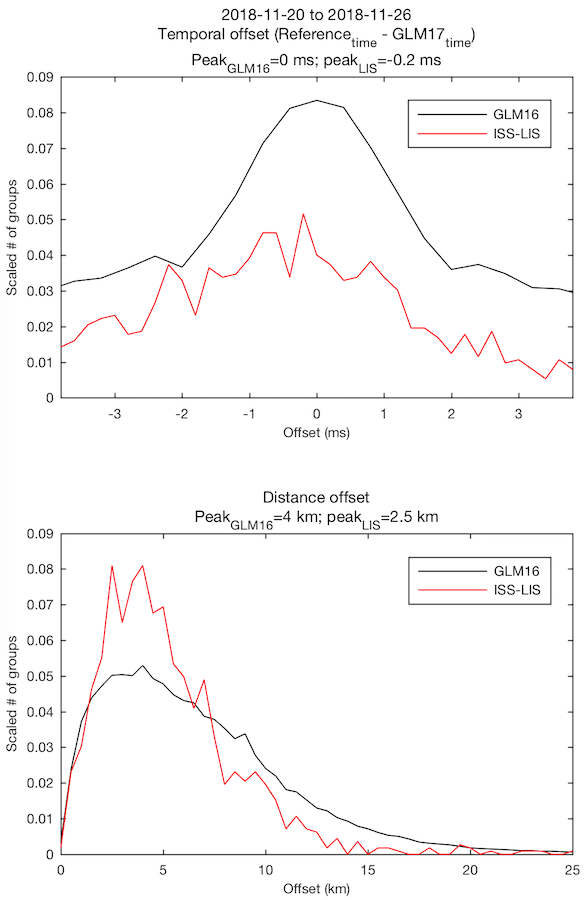 2018-11-20 to 2018-11-26
Temporal offset (Reference_time - GLM17_time)
Peak_GLM16=0 ms; peak_LIS=-0.2 ms
0.09
0.08
0.07
0.06
0.05
0.04
0.03
0.02
0.01
0
Scaled # of groups
GLM16
ISS-LIS
-3 -2 -1 0 1 2 3
Offset (ms)
Distance offset
Peak_GLM16=4 km; peak_LIS=2.5 km
0.09
0.08
0.07
0.06
0.05
0.04
0.03
0.02
0.01
0
Scaled # of groups
GLM16
ISS-LIS
0 5 10 15 20 25
Offset (km)